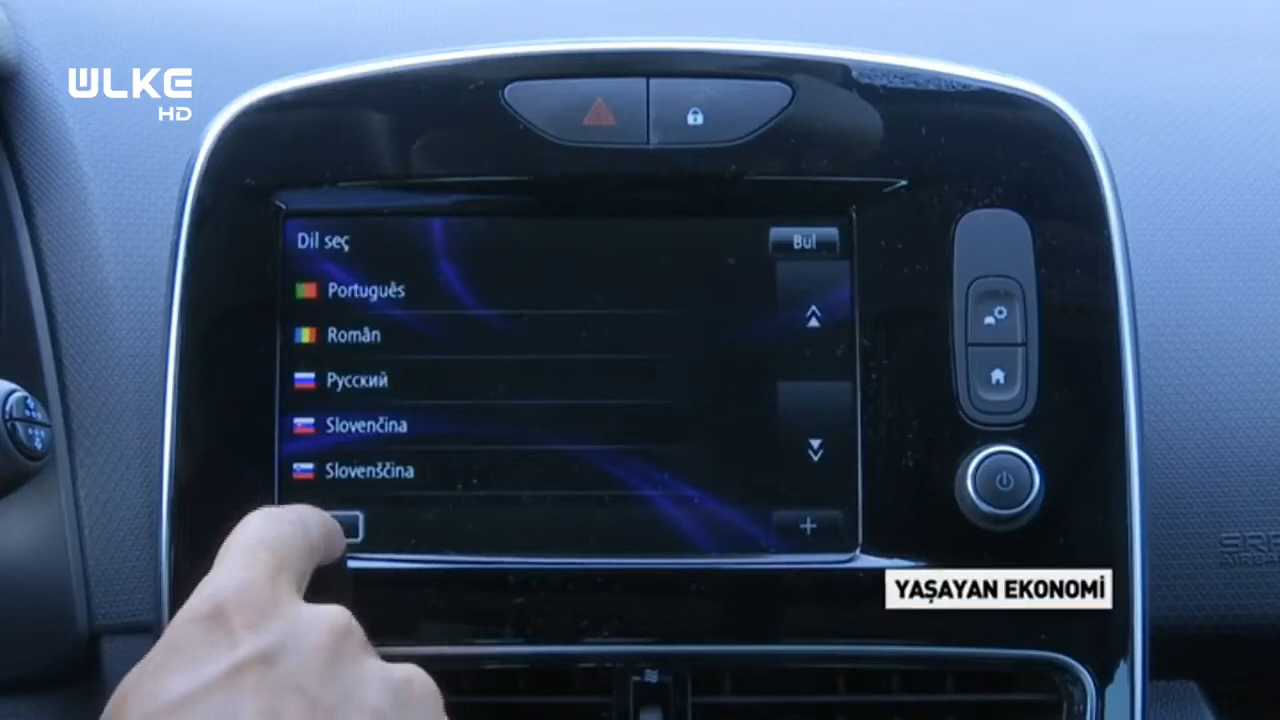 ULKE
HD
Dil seç
Bul
Português
Român
Русский
Slovenčina
Slovenščina
YAŞAYAN EKONOMİ